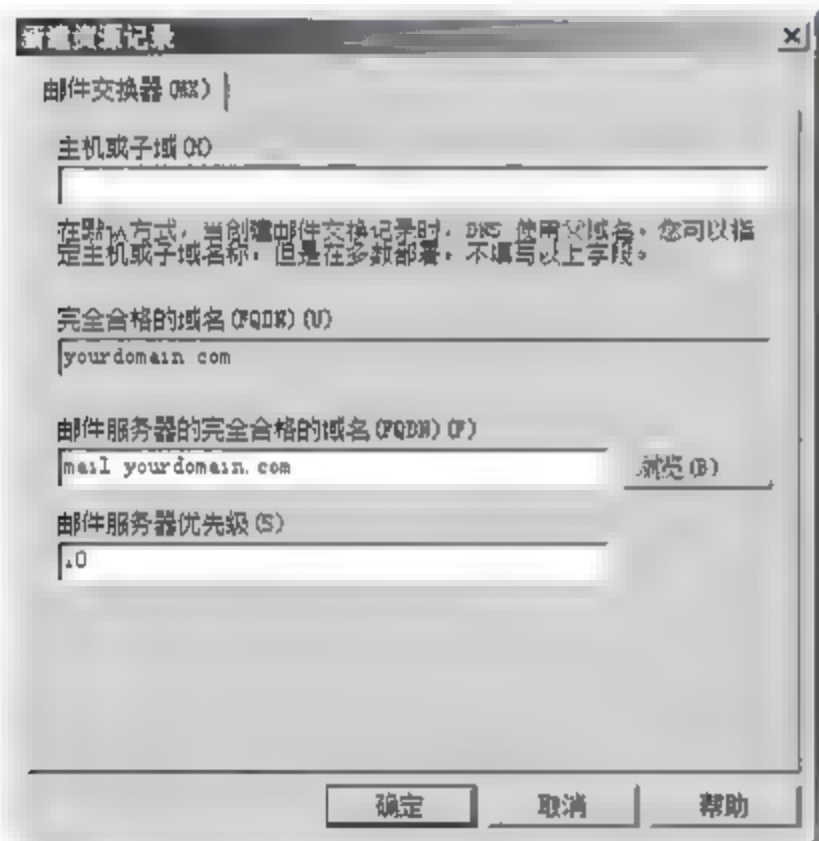 新建资源记录
邮件交换器(MX)
主机或子域(H)
在默认方式，当创建邮件交换记录时，DNS 使用父域名。您可以指
定主机或子域名称，但是在多数部署，不填写以上字段。
完全合格的域名(FQDN)(U)
yourdomain com
邮件服务器的完全合格的域名(FQDN)(F)
mail yourdomain.com
浏览(B)
邮件服务器优先级(S)
10
确定
取消
帮助